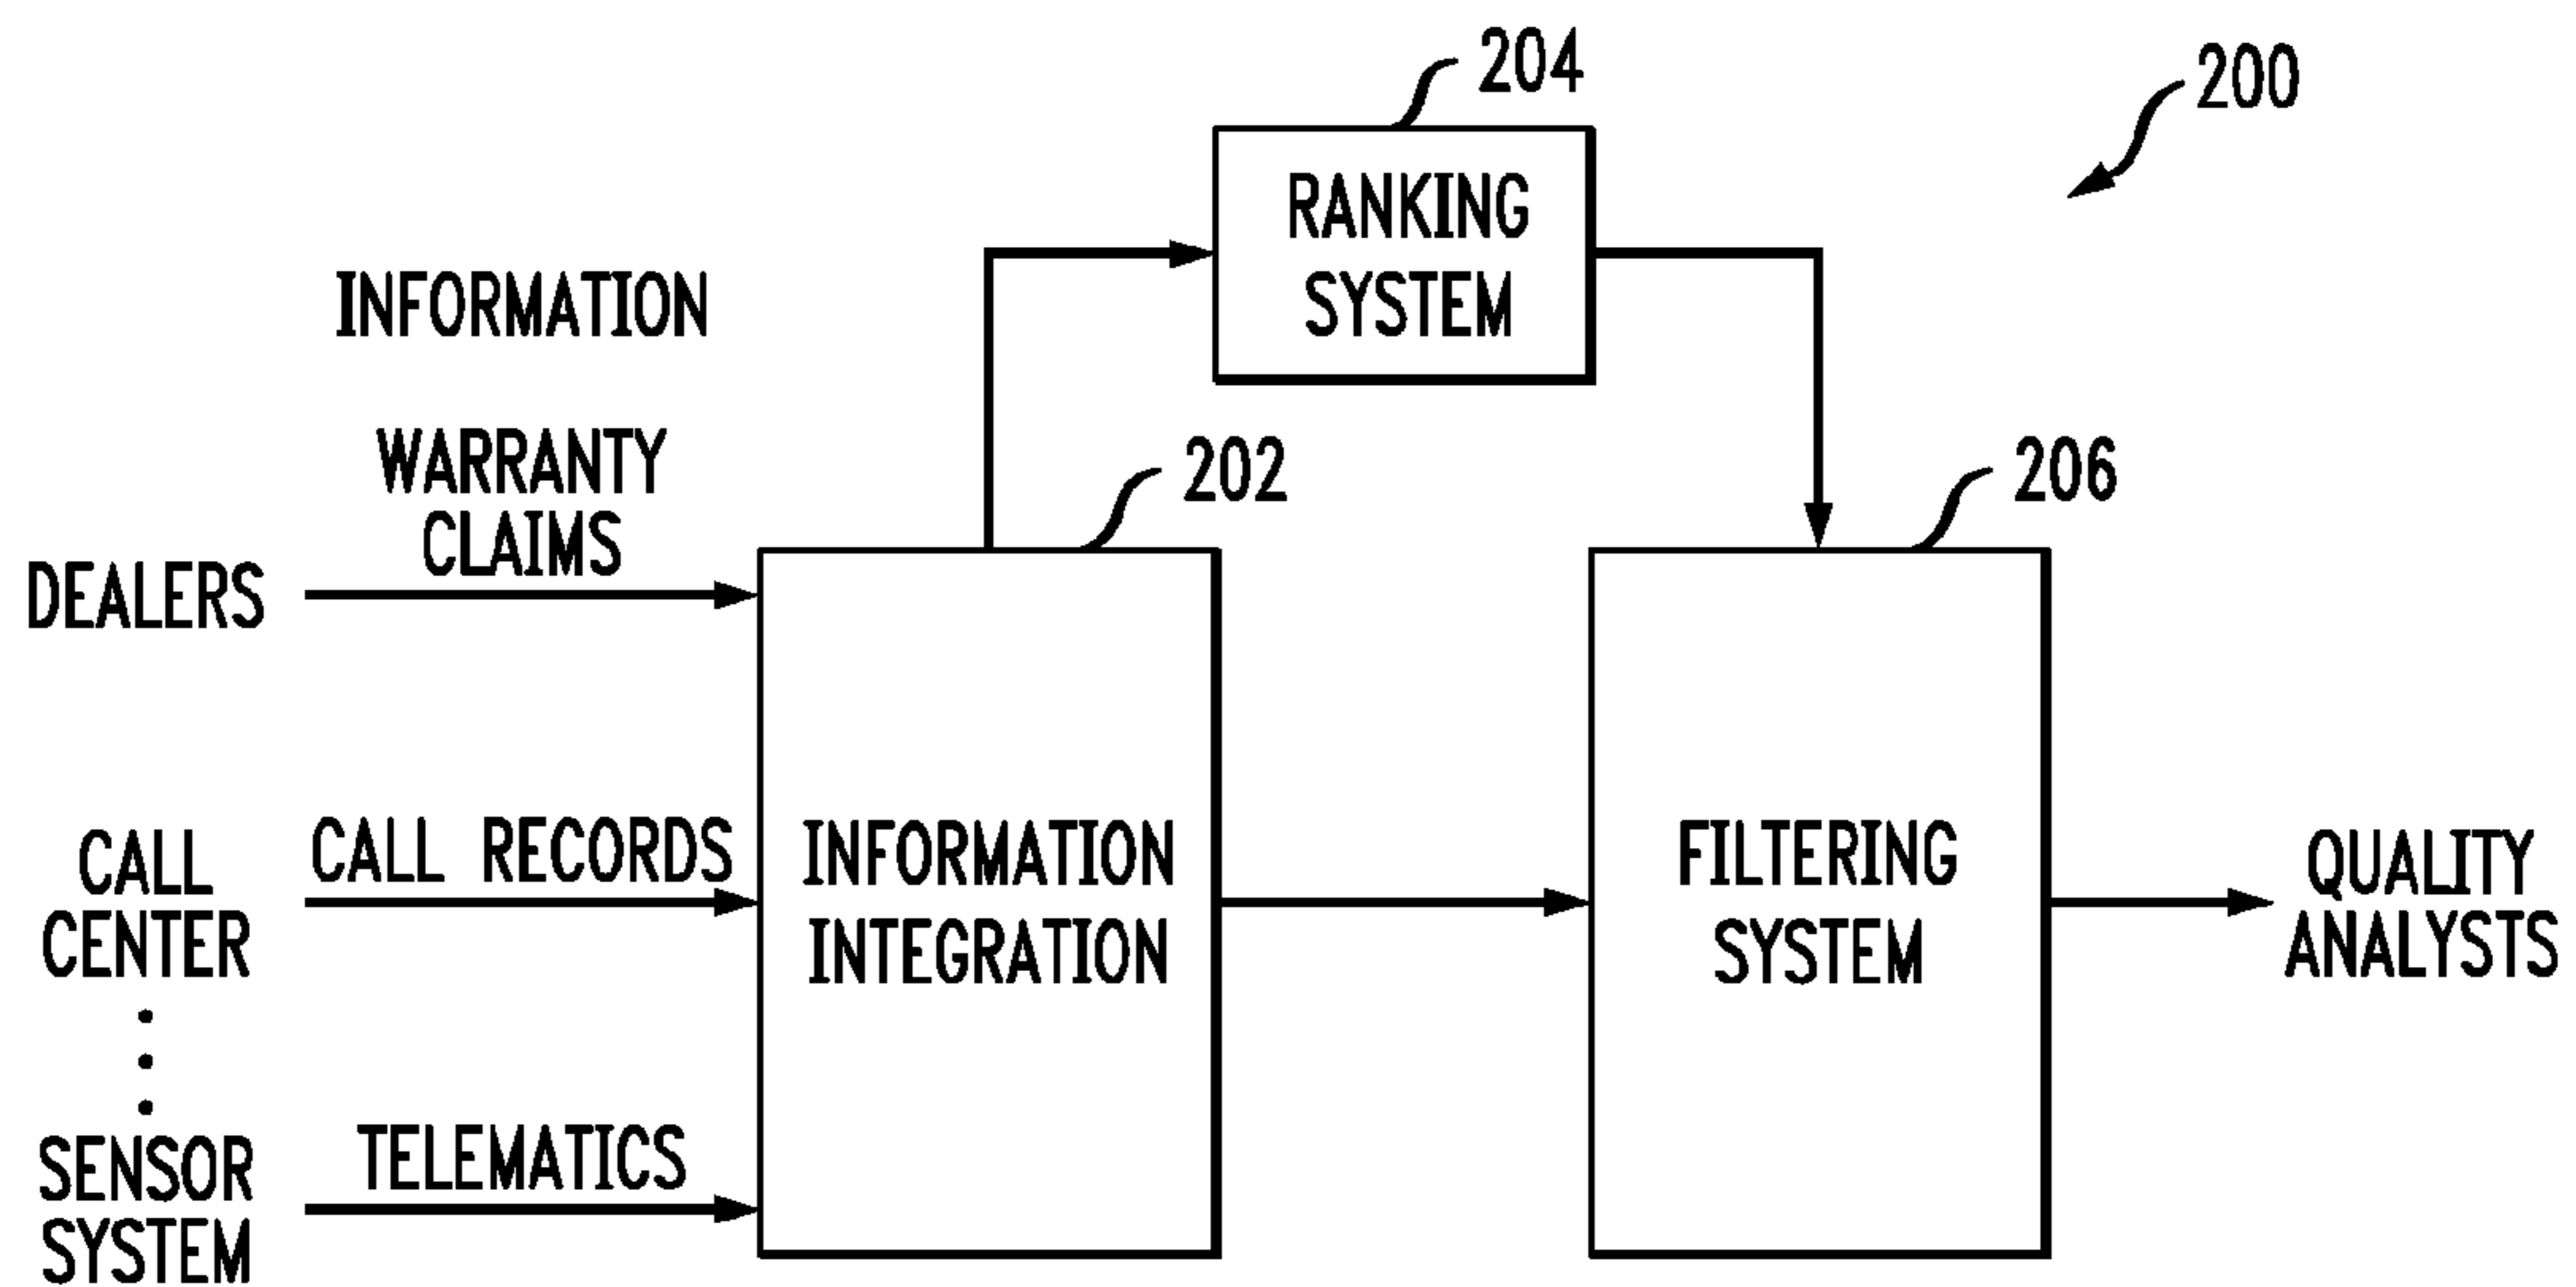 204
200
RANKING
SYSTEM
INFORMATION
WARRANTY
CLAIMS
202
206
DEALERS
CALL
CENTER
CALL RECORDS
INFORMATION
INTEGRATION
FILTERING
SYSTEM
QUALITY
ANALYSTS
SENSOR
SYSTEM
TELEMATICS